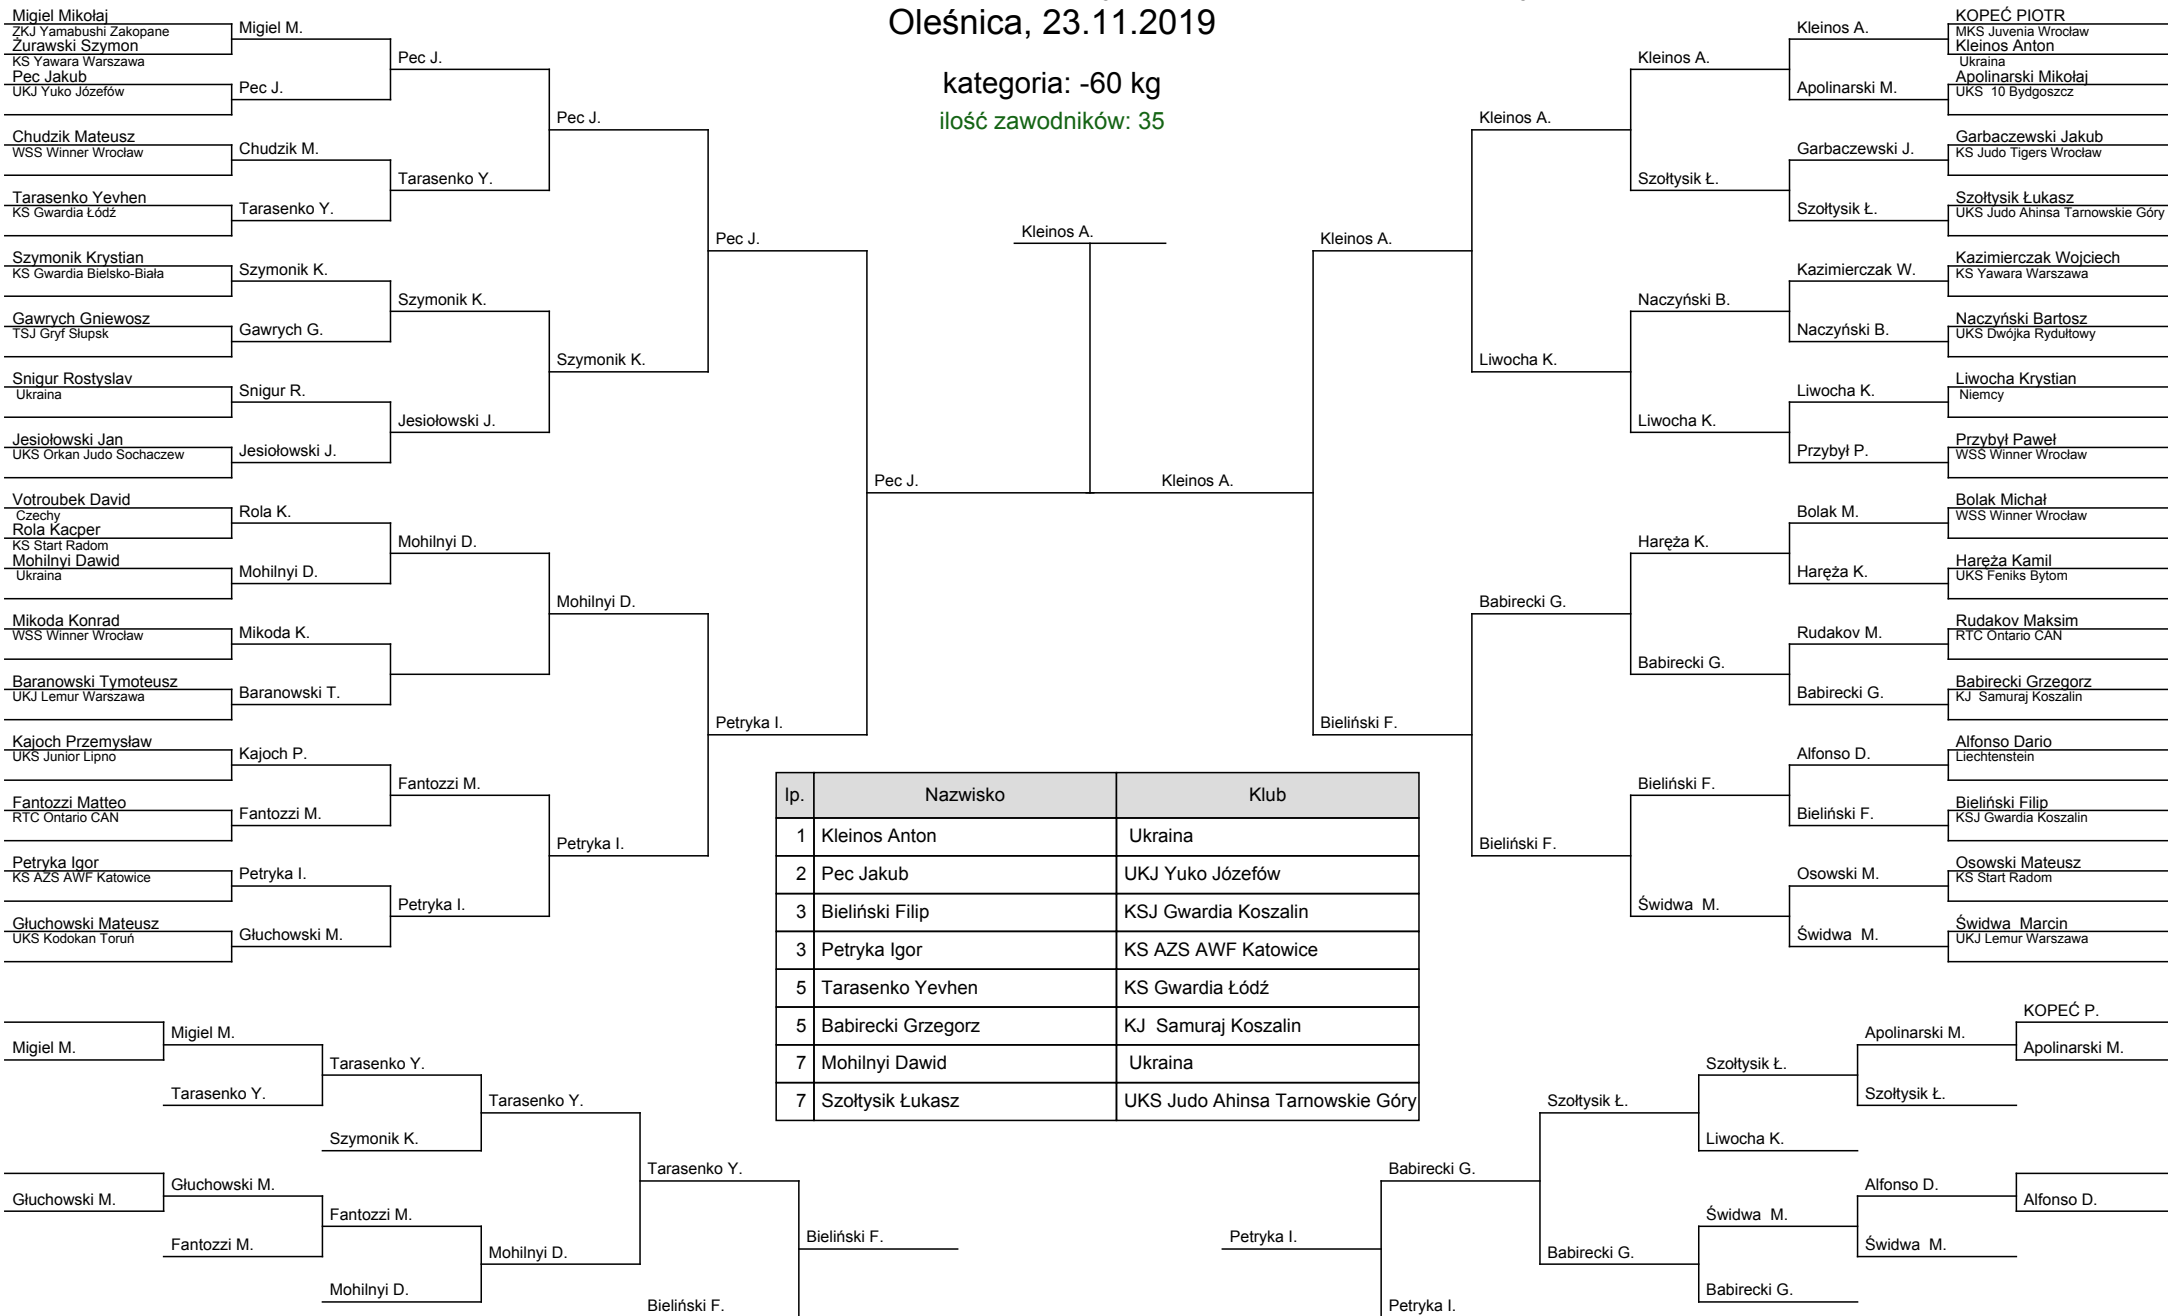 Oleśnica, 23.11.2019
kategoria: -60 kg
ilość zawodników: 35
Migiel Mikołaj
ZKJ Yamabushi Zakopane
Żurawski Szymon
KS Yawara Warszawa
Pec Jakub
UKJ Yuko Józefów
Chudzik Mateusz
WSS Winner Wrocław
Tarasenko Yevhen
KS Gwardia Łódź
Szymonik Krystian
KS Gwardia Bielsko-Biała
Gawrych Gniewosz
TSJ Gryf Słupsk
Snigur Rostyslav
Ukraina
Jesiołowski Jan
UKS Orkan Judo Sochaczew
Votroubek David
Czechy
Rola Kacper
KS Start Radom
Mohilnyi Dawid
Ukraina
Mikoda Konrad
WSS Winner Wrocław
Baranowski Tymoteusz
UKJ Lemur Warszawa
Kajoch Przemysław
UKS Junior Lipno
Fantozzi Matteo
RTC Ontario CAN
Petryka Igor
KS AZS AWF Katowice
Głuchowski Mateusz
UKS Kodokan Toruń
Migiel M.
Pec J.
Chudzik M.
Tarasenko Y.
Szymonik K.
Gawrych G.
Snigur R.
Jesiołowski J.
Rola K.
Mohilnyi D.
Mikoda K.
Baranowski T.
Kajoch P.
Fantozzi M.
Petryka I.
Głuchowski M.
Pec J.
Tarasenko Y.
Szymonik K.
Jesiołowski J.
Mohilnyi D.
Fantozzi M.
Petryka I.
Pec J.
Szymonik K.
Mohilnyi D.
Petryka I.
Pec J.
Petryka I.
Pec J.
Kleinos A.
Kleinos A.
Kleinos A.
Bieliński F.
Kleinos A.
Liwocha K.
Babirecki G.
Bieliński F.
Kleinos A.
Szołtysik Ł.
Naczyński B.
Liwocha K.
Haręża K.
Babirecki G.
Bieliński F.
Świdwa M.
Kleinos A.
Apolinarski M.
Garbaczewski J.
Szołtysik Ł.
Kazimierczak W.
Naczyński B.
Liwocha K.
Przybył P.
Bolak M.
Haręża K.
Rudakov M.
Babirecki G.
Alfonso D.
Bieliński F.
Osowski M.
Świdwa M.
KOPEĆ PIOTR
MKS Juvenia Wrocław
Kleinos Anton
Ukraina
Apolinarski Mikołaj
UKS 10 Bydgoszcz
Garbaczewski Jakub
KS Judo Tigers Wrocław
Szołtysik Łukasz
UKS Judo Ahinsa Tarnowskie Góry
Kazimierczak Wojciech
KS Yawara Warszawa
Naczyński Bartosz
UKS Dwójka Rydułtowy
Liwocha Krystian
Niemcy
Przybył Paweł
WSS Winner Wrocław
Bolak Michał
WSS Winner Wrocław
Haręża Kamil
UKS Feniks Bytom
Rudakov Maksim
RTC Ontario CAN
Babirecki Grzegorz
KJ Samuraj Koszalin
Alfonso Dario
Liechtenstein
Bieliński Filip
KSJ Gwardia Koszalin
Osowski Mateusz
KS Start Radom
Świdwa Marcin
UKJ Lemur Warszawa
lp. Nazwisko Klub
1 Kleinos Anton Ukraina
2 Pec Jakub UKJ Yuko Józefów
3 Bieliński Filip KSJ Gwardia Koszalin
3 Petryka Igor KS AZS AWF Katowice
5 Tarasenko Yevhen KS Gwardia Łódź
5 Babirecki Grzegorz KJ Samuraj Koszalin
7 Mohilnyi Dawid Ukraina
7 Szołtysik Łukasz UKS Judo Ahinsa Tarnowskie Góry
Migiel M.
Głuchowski M.
Migiel M.
Tarasenko Y.
Głuchowski M.
Fantozzi M.
Tarasenko Y.
Szymonik K.
Fantozzi M.
Mohilnyi D.
Tarasenko Y.
Mohilnyi D.
Tarasenko Y.
Bieliński F.
Bieliński F.
Petryka I.
Babirecki G.
Petryka I.
Szołtysik Ł.
Babirecki G.
Szołtysik Ł.
Liwocha K.
Świdwa M.
Babirecki G.
Apolinarski M.
Szołtysik Ł.
Alfonso D.
Świdwa M.
KOPEĆ P.
Apolinarski M.
Alfonso D.